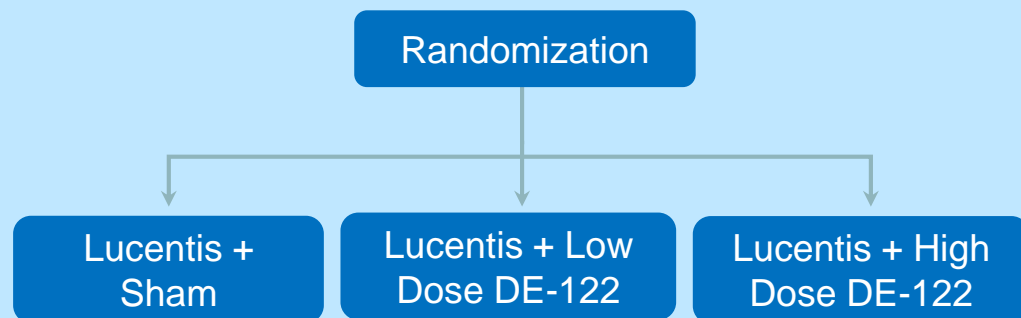 Randomization
Lucentis +
Sham
Lucentis + Low
Dose DE-122
Lucentis + High
Dose DE-122